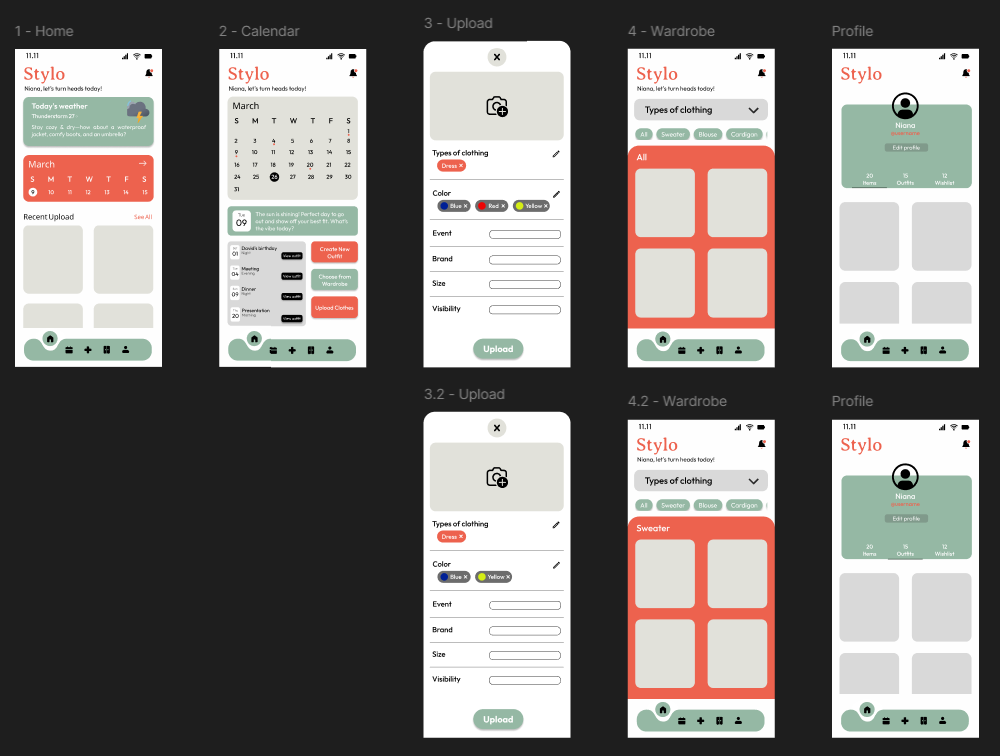 1 - Home
11.11
Stylo
Niana, let's turn heads today!
Today's weather
Thunderstorm 27°
Stay cozy & dry—how about a waterproof
jacket, comfy boots, and an umbrella?
March
S M T W T F S
9 10 11 12 13 14 15
Recent Upload
See All
2 - Calendar
11.11
Stylo
Niana, let's turn heads today!
March
S M T W T F S
1
2 3 4 5 6 7 8
9 10 11 12 13 14 15
16 17 18 19 20 21 22
24 25 26 27 28 29 30
31
Tue
09
The sun is shining! Perfect day to go
out and show off your best fit. What's
the vibe today?
01
David's birthday
Night
View outfit
04
Meeting
Evening
View outfit
09
Dinner
Night
View outfit
20
Presentation
Morning
View outfit
Create New
Outfit
Choose from
Wardrobe
Upload Clothes
3 - Upload
X
Types of clothing
Dress x
Color
Blue x
Red x
Yellow x
Event
Brand
Size
Visibility
Upload
4 - Wardrobe
11.11
Stylo
Niana, let's turn heads today!
Types of clothing
All
Sweater
Blouse
Cardigan
All
Profile
11.11
Stylo
Niana
@username
Edit profile
20
Items
15
Outfits
12
Wishlist
3.2 - Upload
X
Types of clothing
Dress x
Color
Blue x
Yellow x
Event
Brand
Size
Visibility
Upload
4.2 - Wardrobe
11.11
Stylo
Niana, let's turn heads today!
Types of clothing
All
Sweater
Blouse
Cardigan
Sweater
Profile
11.11
Stylo
Niana
@username
Edit profile
20
Items
15
Outfits
12
Wishlist